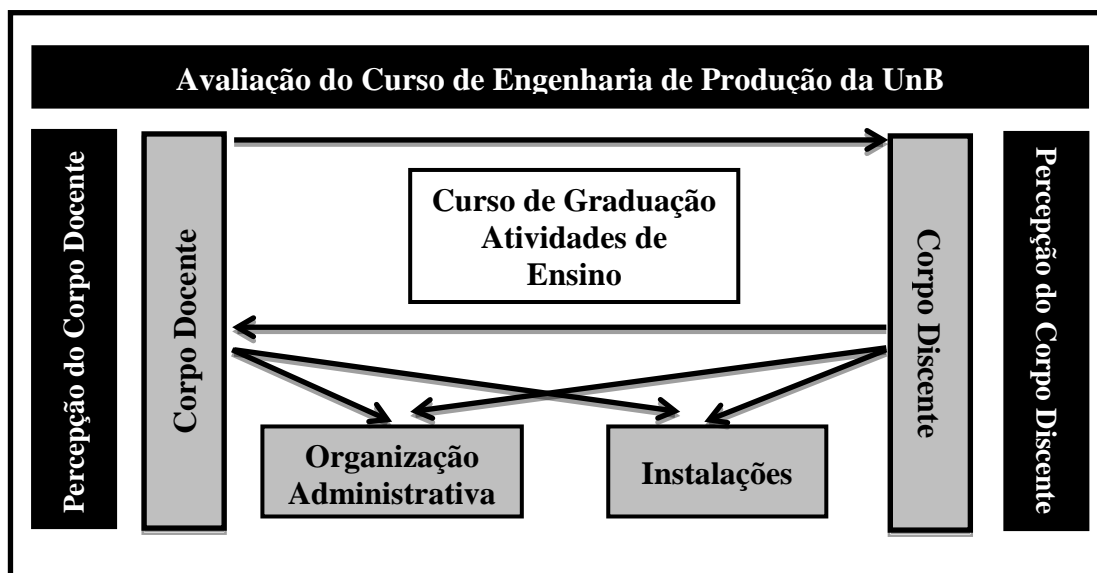 Avaliação do Curso de Engenharia de Produção da UnB
Percepção do Corpo Docente
Corpo Docente
Curso de Graduação
Atividades de
Ensino
Organização
Administrativa
Instalações
Corpo Discente
Percepção do Corpo Discente